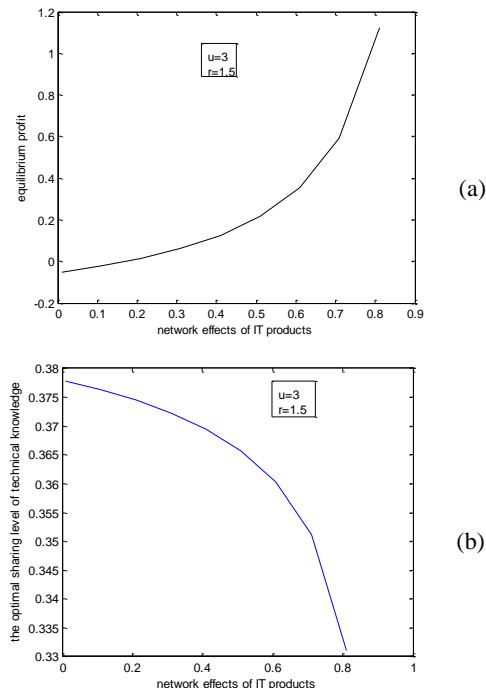 1.2
1
0.8
0.6
0.4
0.2
0
-0.2
equilibrium profit
u=3
r=1.5
0 0.1 0.2 0.3 0.4 0.5 0.6 0.7 0.8 0.9
network effects of IT products
(a)
0.38
0.375
0.37
0.365
0.36
0.355
0.35
0.345
0.34
0.335
0.33
the optimal sharing level of technical knowledge
u=3
r=1.5
0 0.2 0.4 0.6 0.8 1
network effects of IT products
(b)